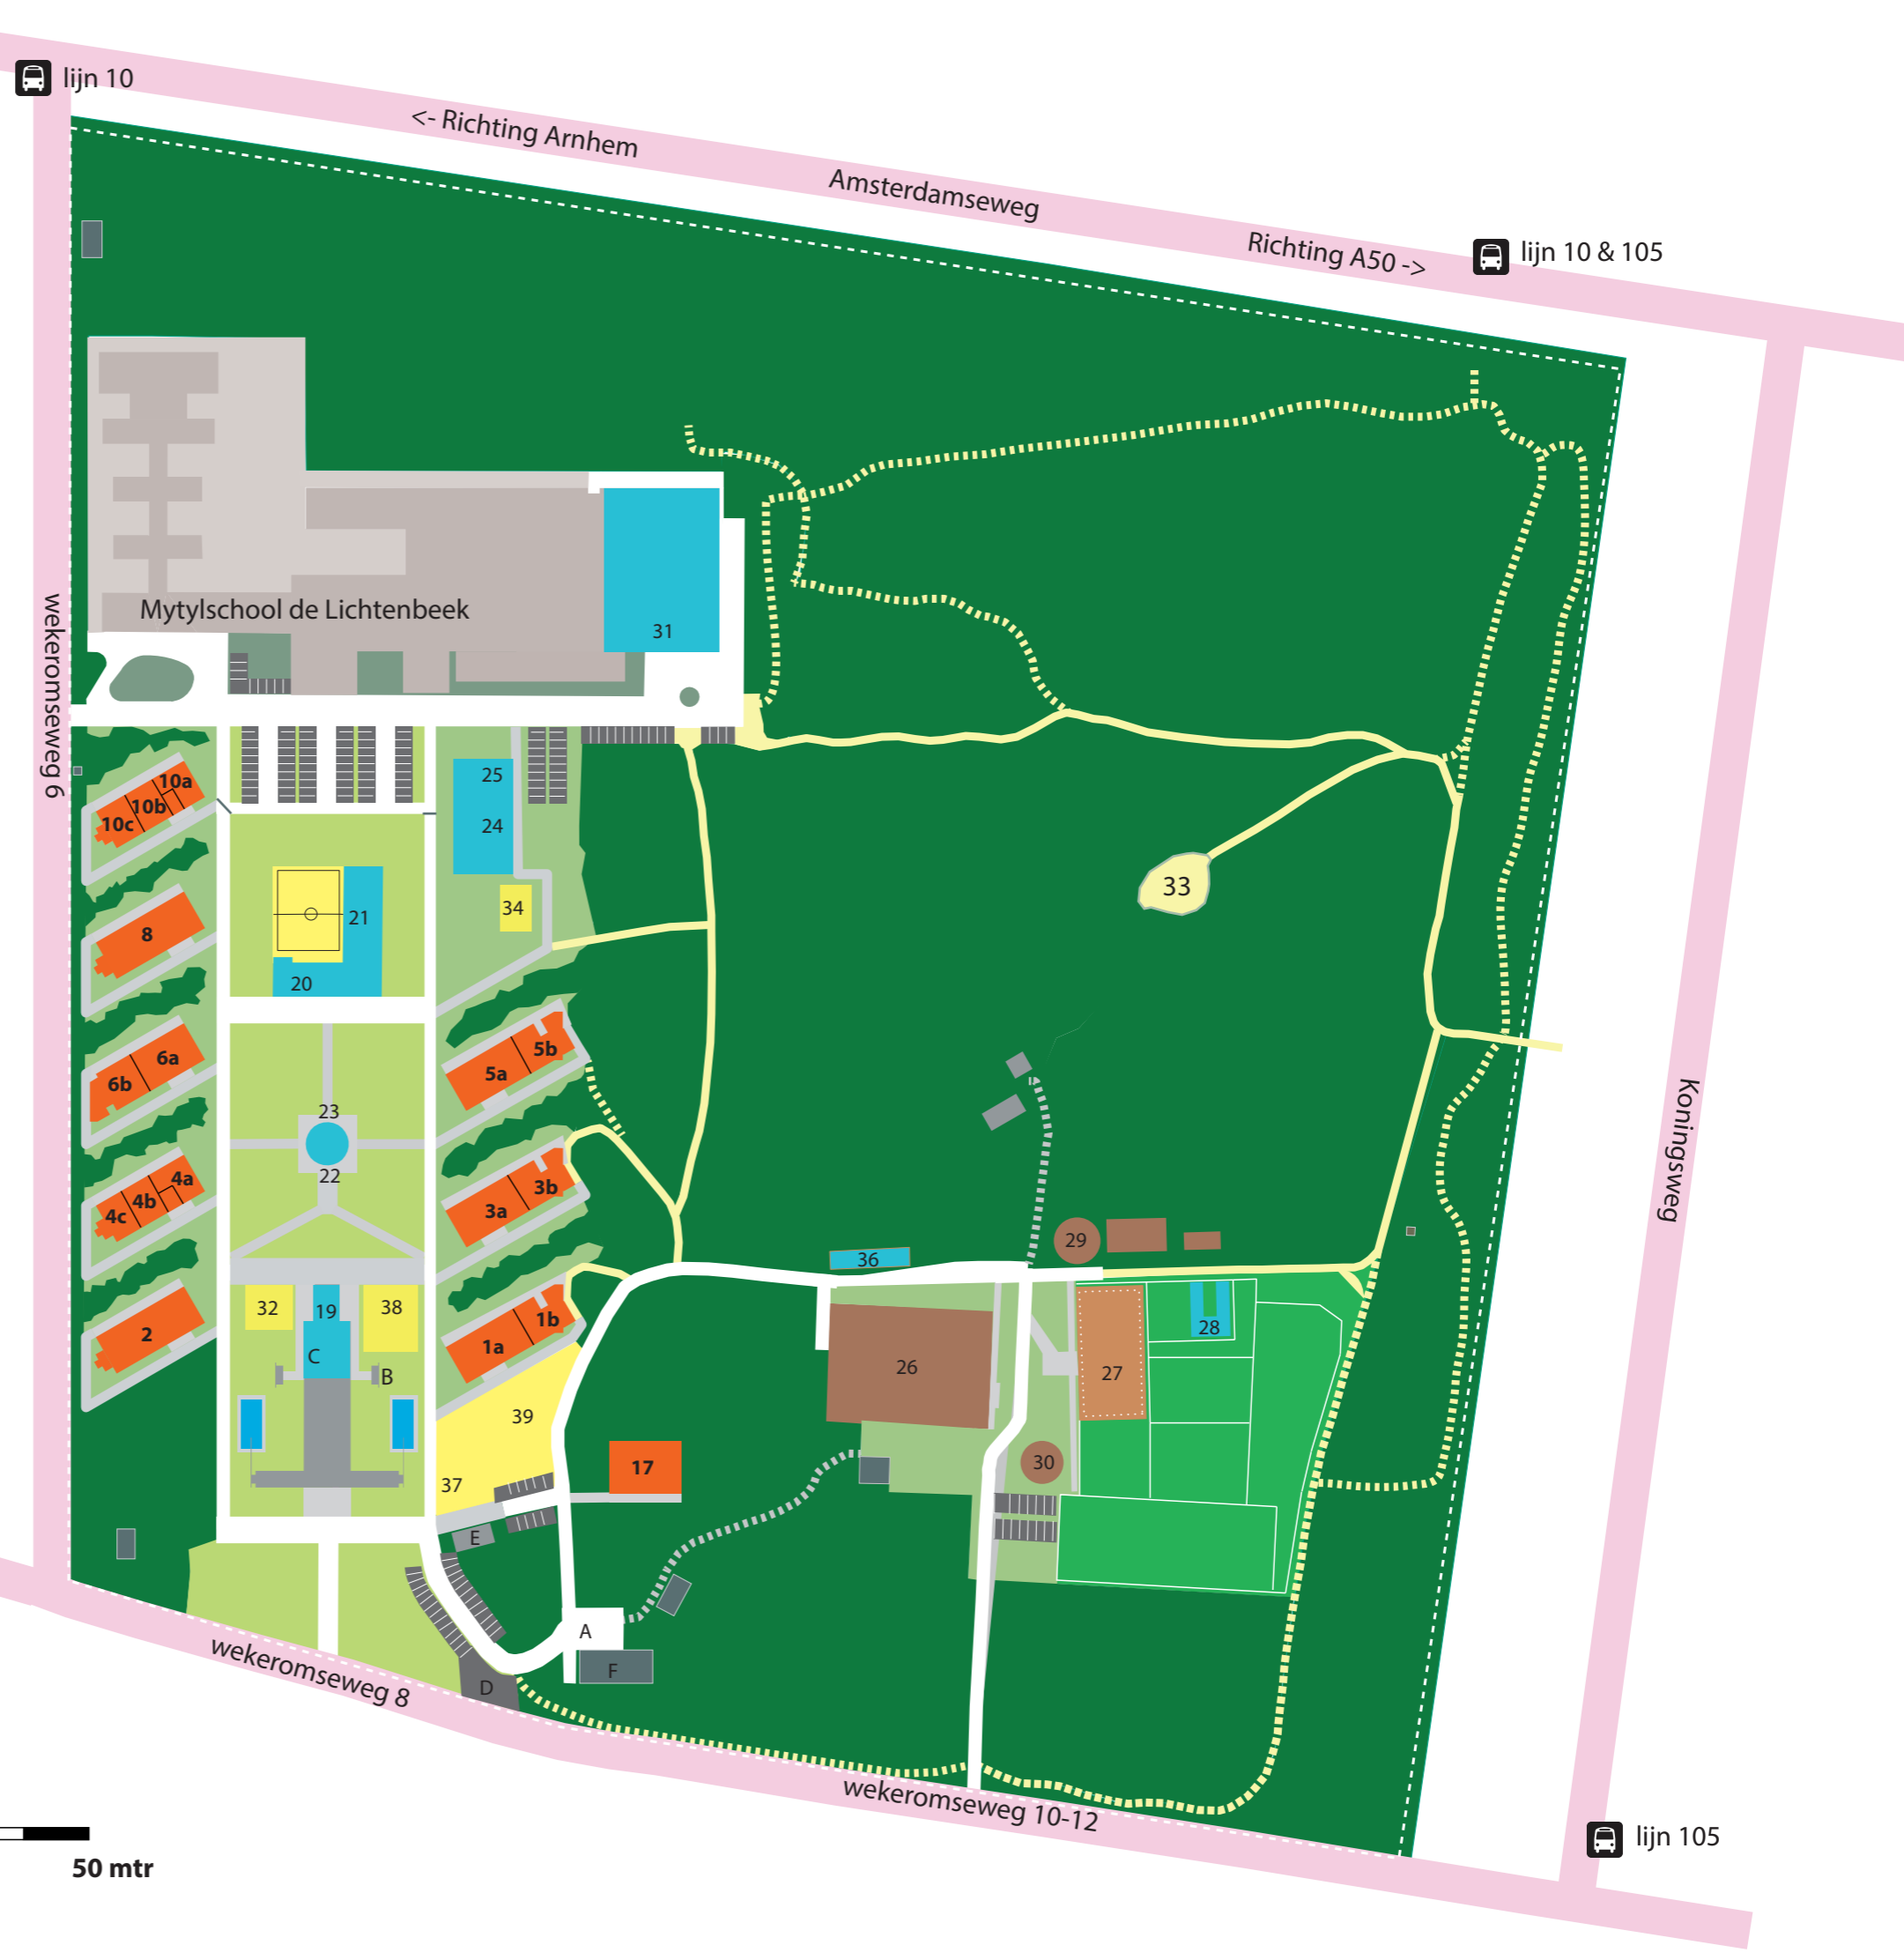 lijn 10
<- Richting Arnhem
Amsterdamseweg
Richting A50 ->
lijn 10 & 105
wekeromseweg 6
Mytylschool de Lichtenbeek
31
25
24
10a
10b
10c
34
33
8
21
20
5b
5a
6a
6b
23
22
Koningsweg
3b
3a
4a
4b
4c
29
36
32
19
38
1b
1a
2
28
C
B
26
27
39
17
30
37
E
A
F
D
wekeromseweg 8
wekeromseweg 10-12
lijn 105
50 mtr